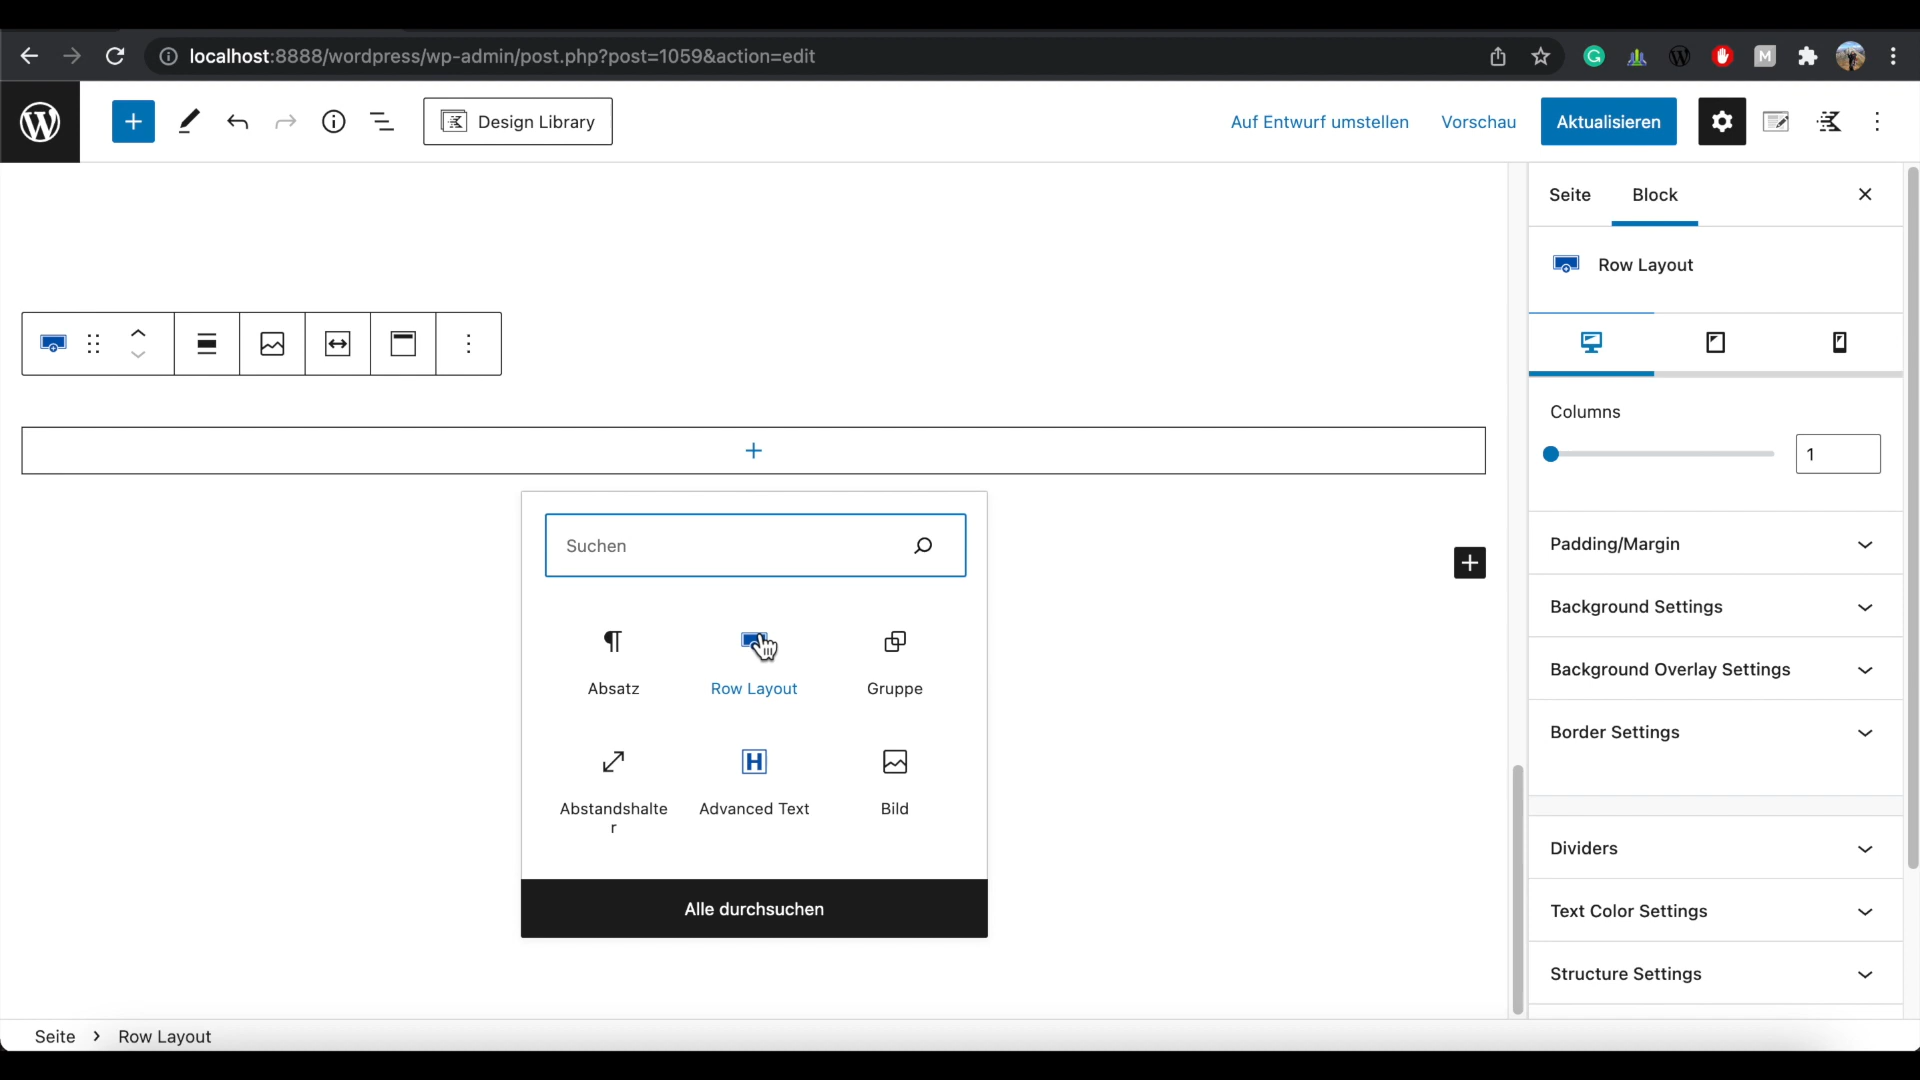 localhost:8888/wordpress/wp-admin/post.php?post=1059&action=edit
Design Library
Auf Entwurf umstellen
Vorschau
Aktualisieren
Seite
Block
Row Layout
Columns
1
Padding/Margin
Background Settings
Background Overlay Settings
Border Settings
Dividers
Text Color Settings
Structure Settings
Suchen
Absatz
Row Layout
Gruppe
Abstandshalte
r
Advanced Text
Bild
Alle durchsuchen
Seite > Row Layout